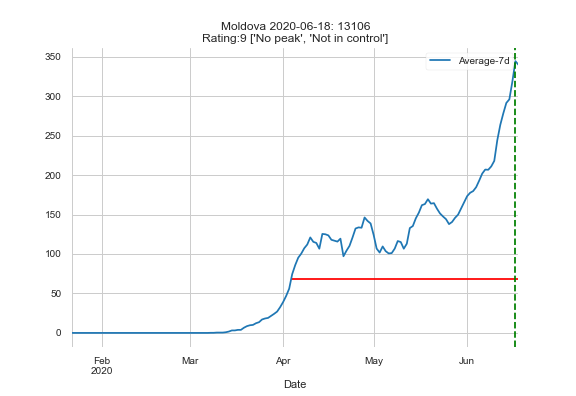 Moldova 2020-06-18: 13106
Rating:9 ['No peak', 'Not in control']
Average-7d
350
300
250
200
150
100
50
0
Feb
2020
Mar
Apr
May
Jun
Date